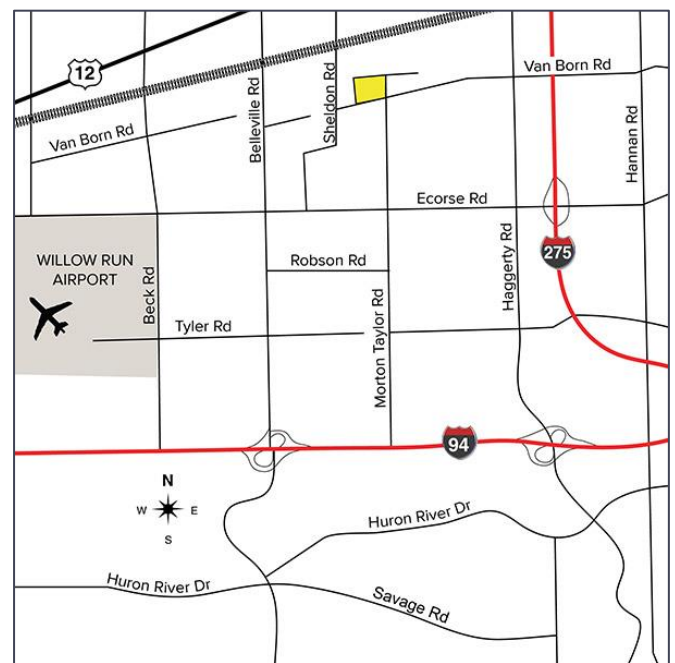 12
Van Born Rd
Belleville Rd
Sheldon Rd
Van Born Rd
Hannan Rd
Ecorse Rd
WILLOW RUN
AIRPORT
Beck Rd
Robson Rd
Haggerty Rd
275
Tyler Rd
Morton Taylor Rd
94
N
W E
S
Huron River Dr
Huron River Dr
Savage Rd